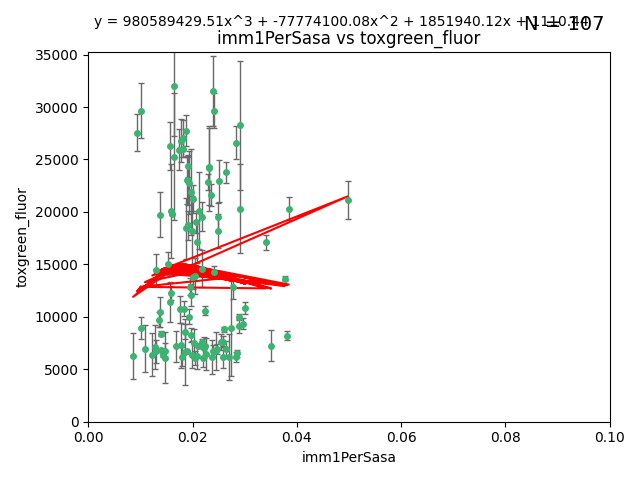 y = 980589429.51x^3 + -77774100.08x^2 + 1851940.12x + 1110.44
N = 107
imm1PerSasa vs toxgreen_fluor
35000
30000
25000
20000
15000
10000
5000
0
toxgreen_fluor
0.00 0.02 0.04 0.06 0.08 0.10
imm1PerSasa